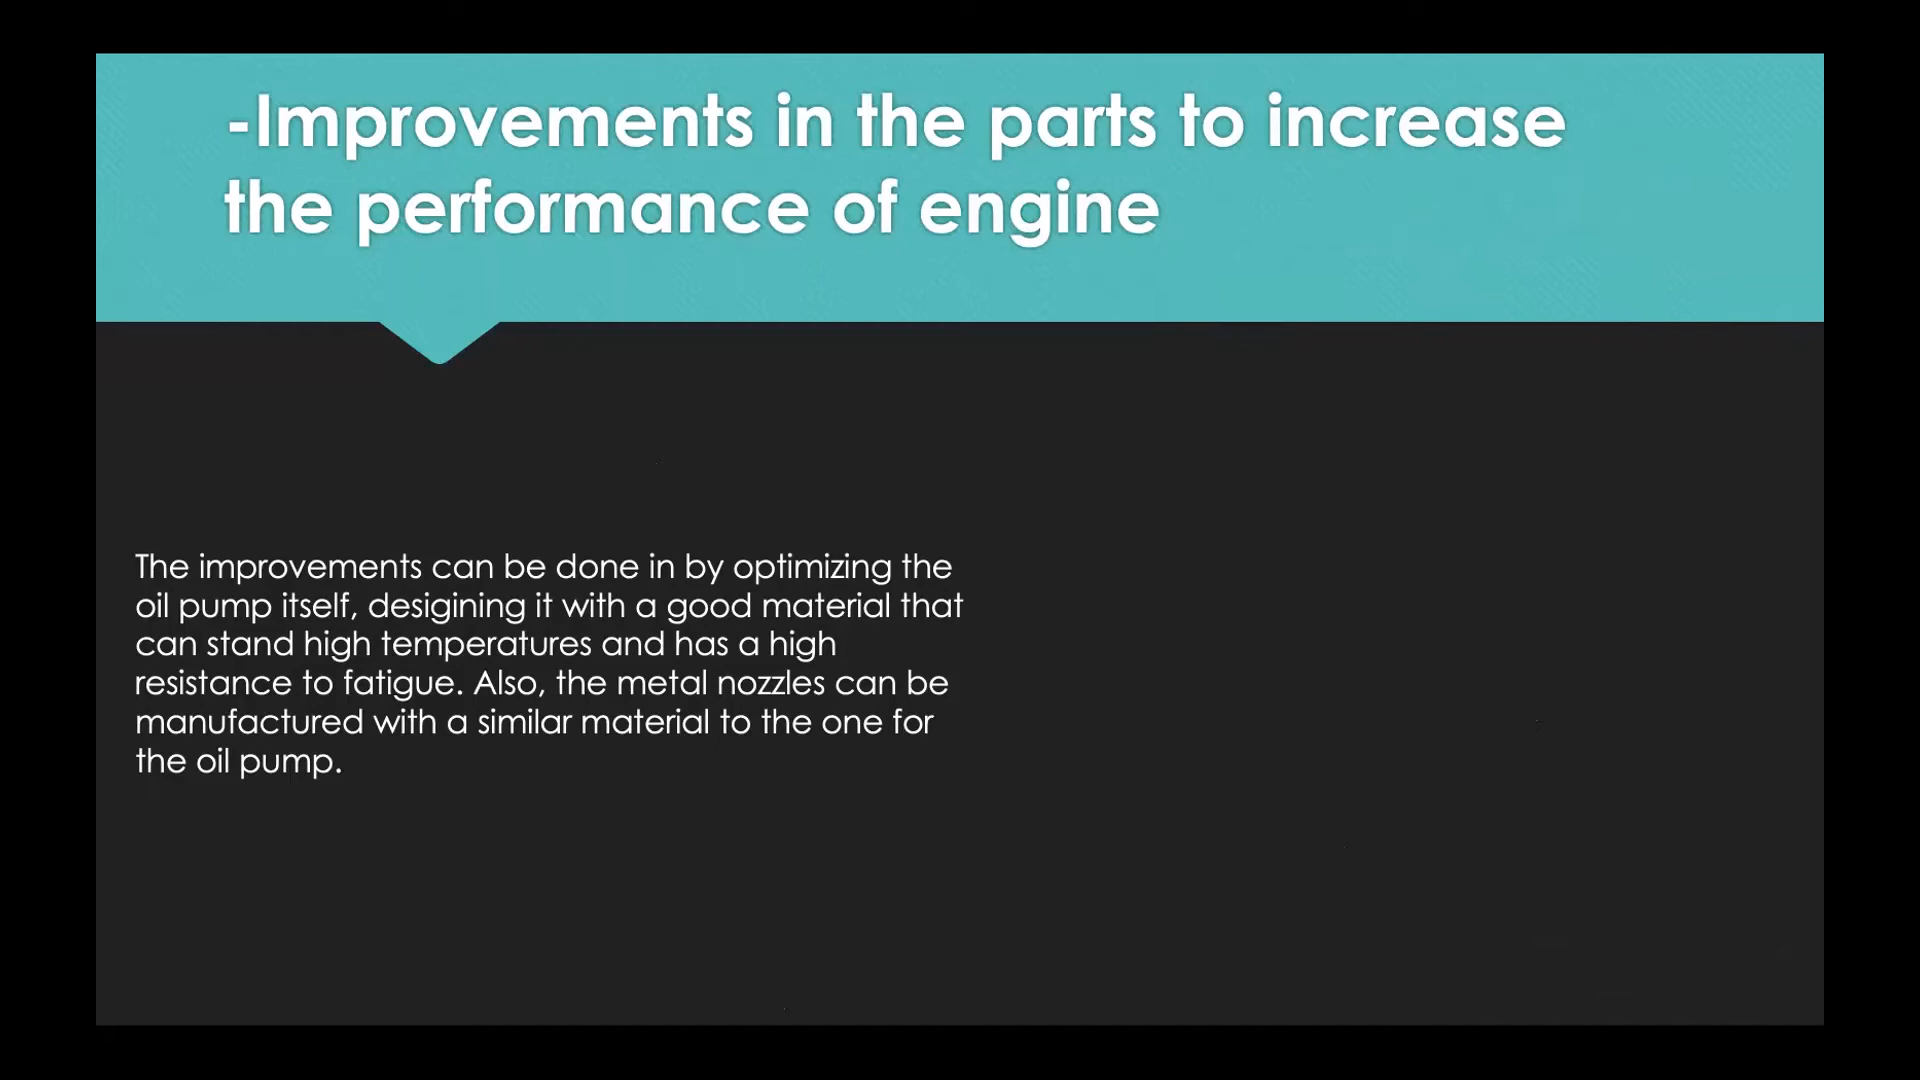 -Improvements in the parts to increase
the performance of engine
The improvements can be done in by optimizing the
oil pump itself, desigining it with a good material that
can stand high temperatures and has a high
resistance to fatigue. Also, the metal nozzles can be
manufactured with a similar material to the one for
the oil pump.